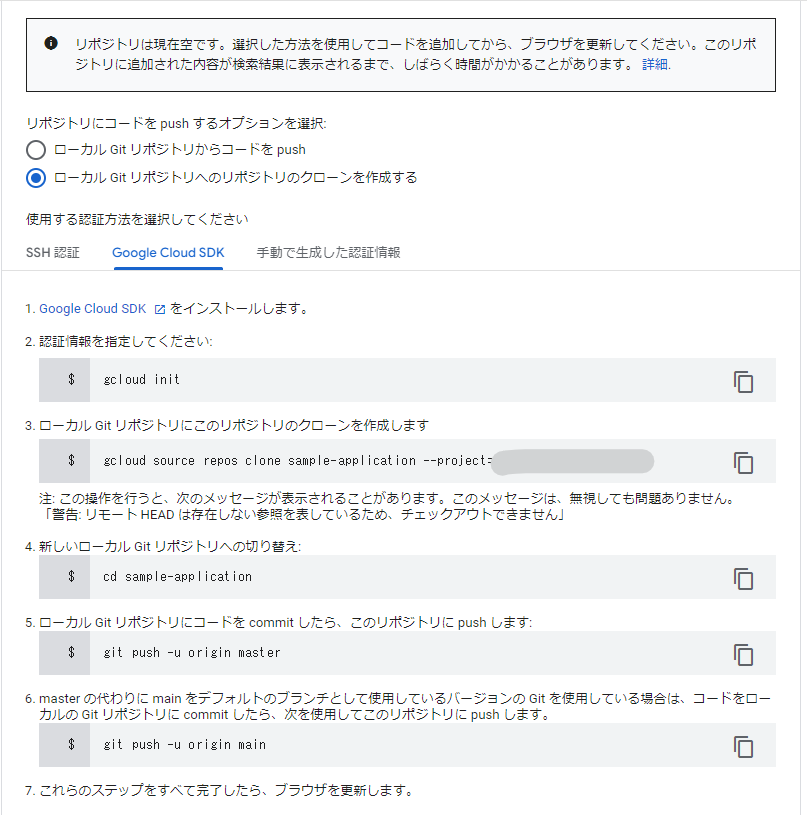 リポジトリは現在空です。選択した方法を使用してコードを追加してから、ブラウザを更新してください。このリポ
ジトリに追加された内容が検索結果に表示されるまで、しばらく時間がかかることがあります。 詳細.
リポジトリにコードを push するオプションを選択:
ローカル Git リポジトリからコードを push
ローカル Git リポジトリへのリポジトリのクローンを作成する
使用する認証方法を選択してください
SSH 認証 Google Cloud SDK 手動で生成した認証情報
1. Google Cloud SDK をインストールします。
2. 認証情報を指定してください:
$ gcloud init
3. ローカル Git リポジトリにこのリポジトリのクローンを作成します
$ gcloud source repos clone sample-application --project=
注: この操作を行うと、次のメッセージが表示されることがあります。このメッセージは、無視しても問題ありません。
「警告: リモート HEAD は存在しない参照を表しているため、チェックアウトできません」
4. 新しいローカル Git リポジトリへの切り替え:
$ cd sample-application
5. ローカル Git リポジトリにコードを commit したら、このリポジトリに push します:
$ git push -u origin master
6. master の代わりに main をデフォルトのブランチとして使用しているバージョンの Git を使用している場合は、コードをロー
カルの Git リポジトリに commit したら、次を使用してこのリポジトリに push します。
$ git push -u origin main
7. これらのステップをすべて完了したら、ブラウザを更新します。